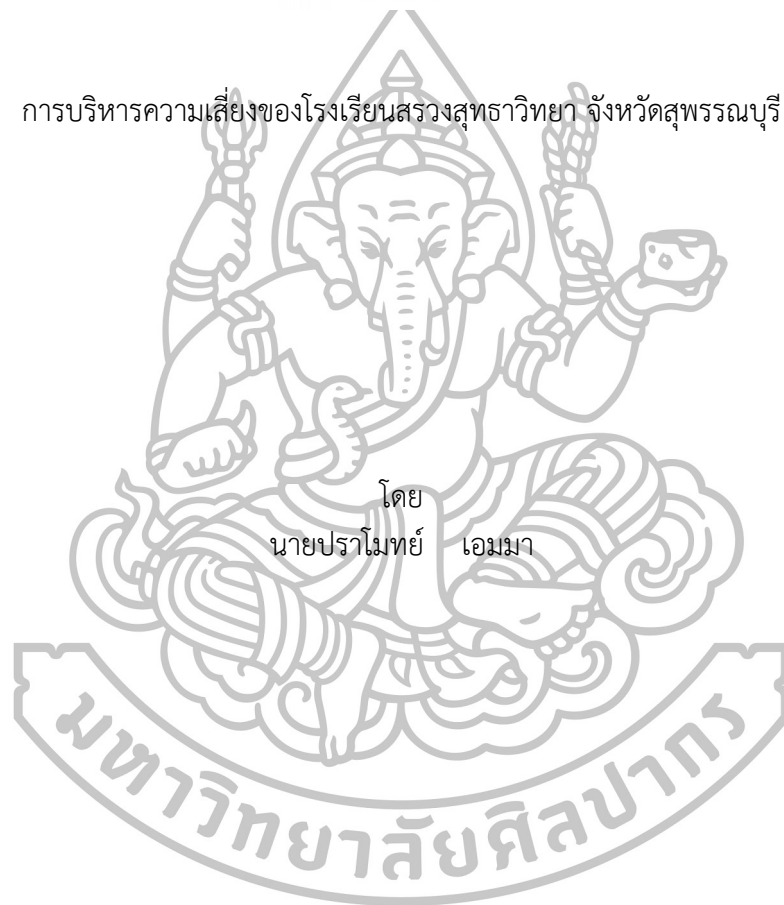 การบริหารความเสี่ยงของโรงเรียนสรวงสุทธาวิทยา จังหวัดสุพรรณบุรี
โดย
นายปราโมทย์ เอมมา
มหาวิทยาลัยศิลปากร